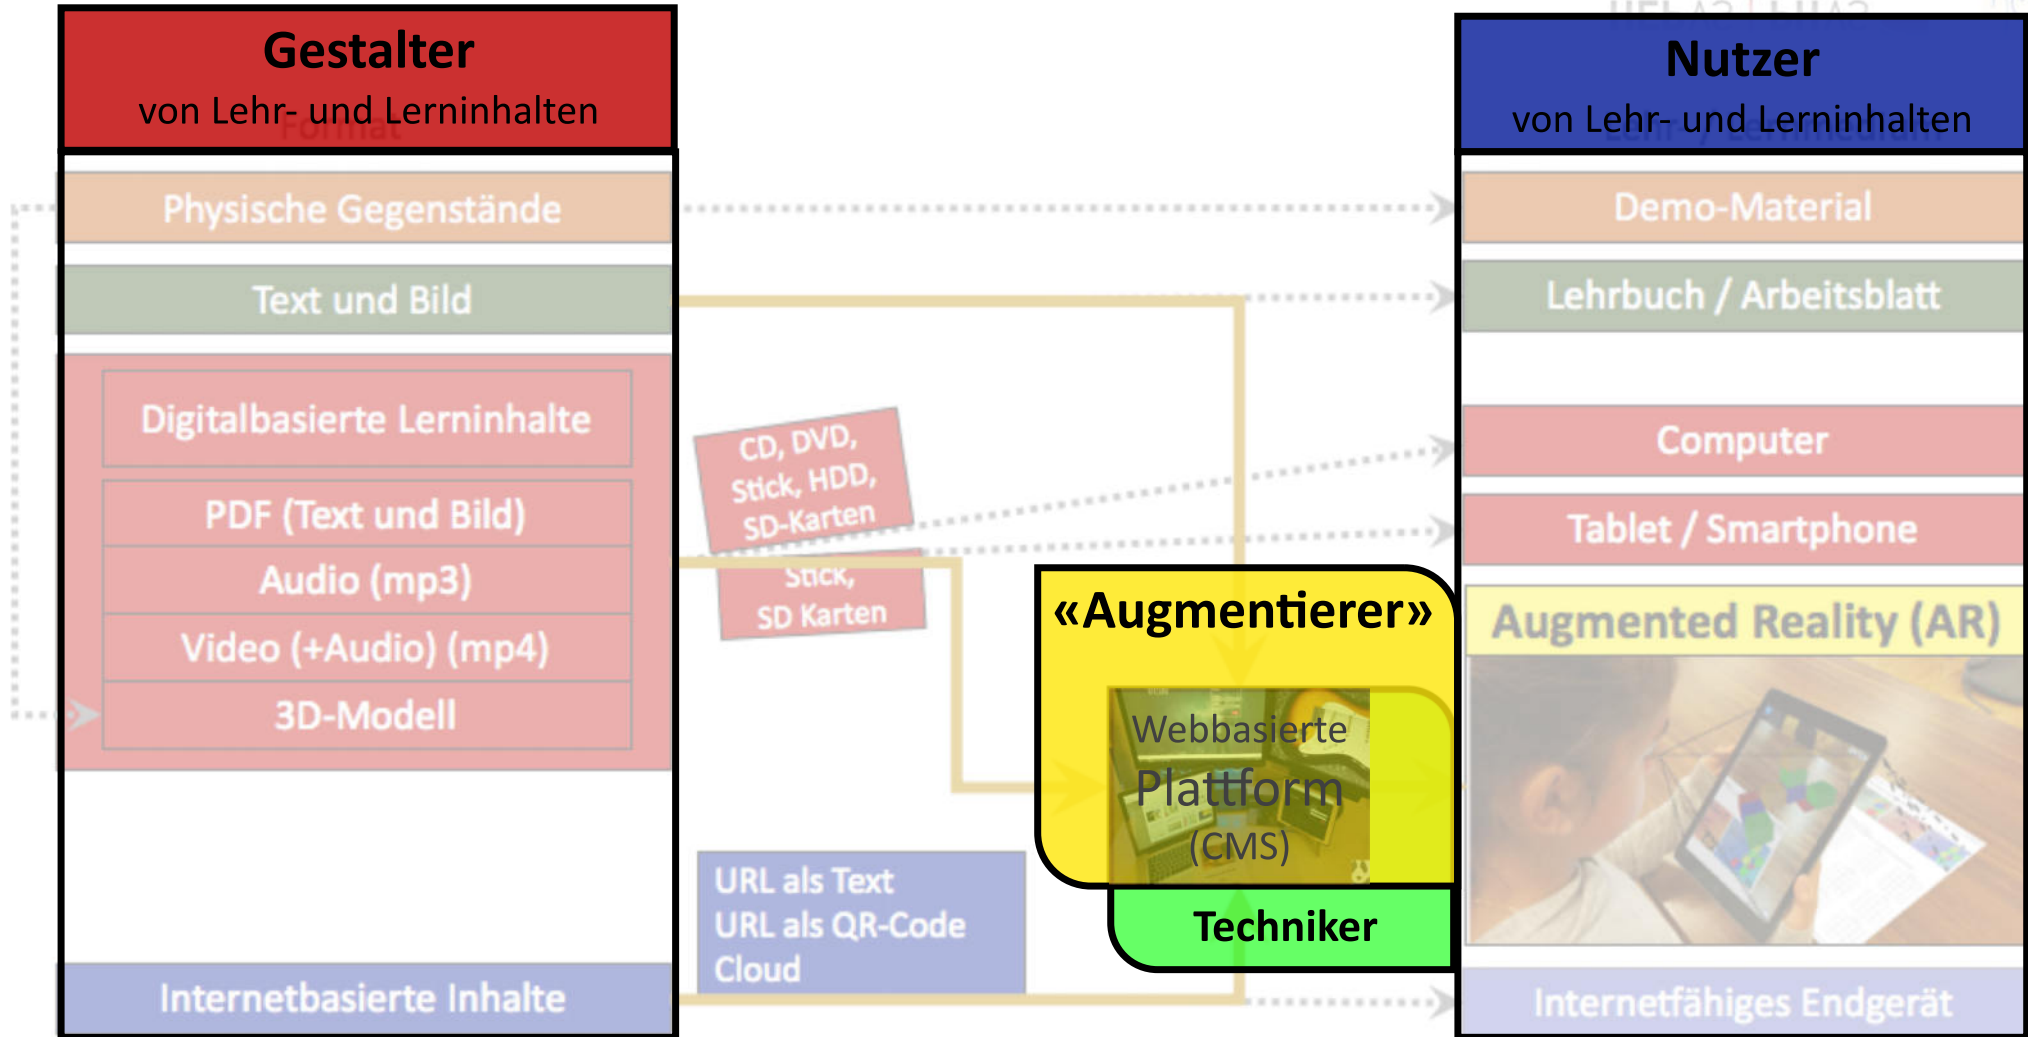 Gestalter
von Lehr- und Lerninhalten
Format
Physische Gegenstände
Text und Bild
Digitalbasierte Lerninhalte
PDF (Text und Bild)
Audio (mp3)
Video (+Audio) (mp4)
3D-Modell
Internetbasierte Inhalte
CD, DVD,
Stick, HDD,
SD-Karten
Stick,
SD Karten
URL als Text
URL als QR-Code
Cloud
«Augmentierer»
Webbasierte
Plattform
(CMS)
Techniker
Nutzer
von Lehr- und Lerninhalten
Lehr- / Lernmedium
Demo-Material
Lehrbuch / Arbeitsblatt
Computer
Tablet / Smartphone
Augmented Reality (AR)
Internetfähiges Endgerät